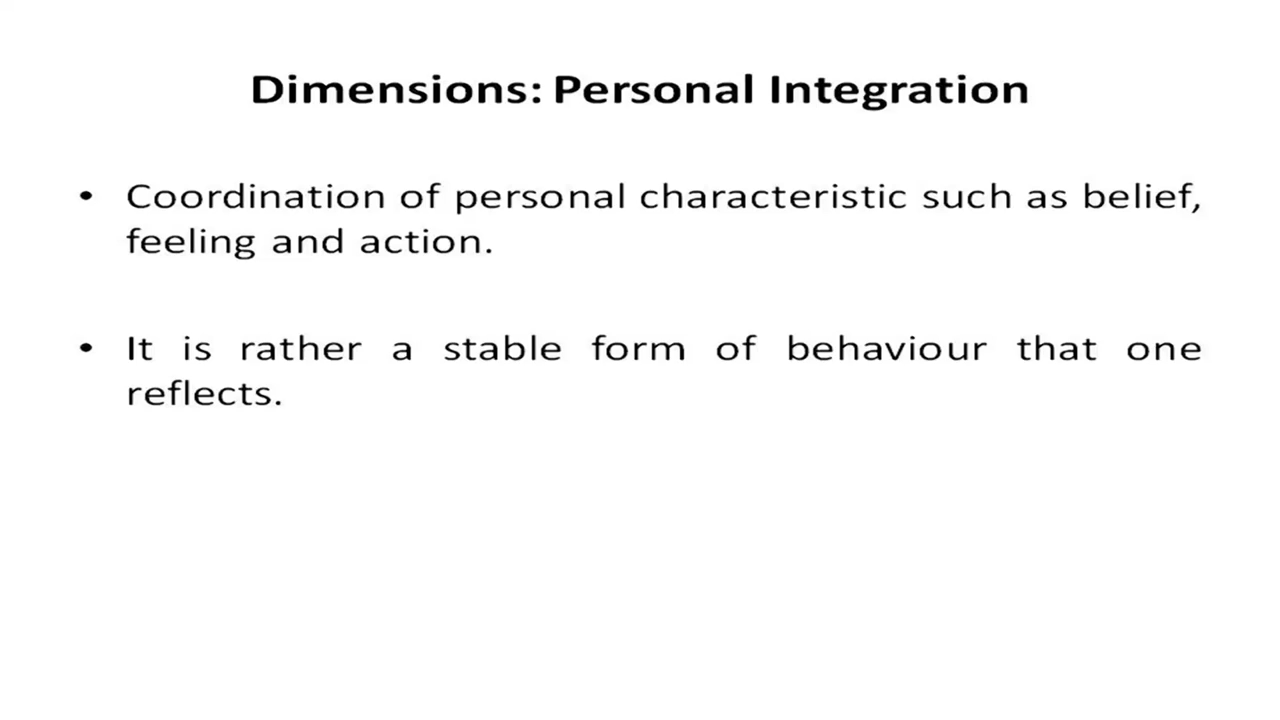 Dimensions: Personal Integration
• Coordination of personal characteristic such as belief,
feeling and action.
• It is rather a stable form of behaviour that one
reflects.